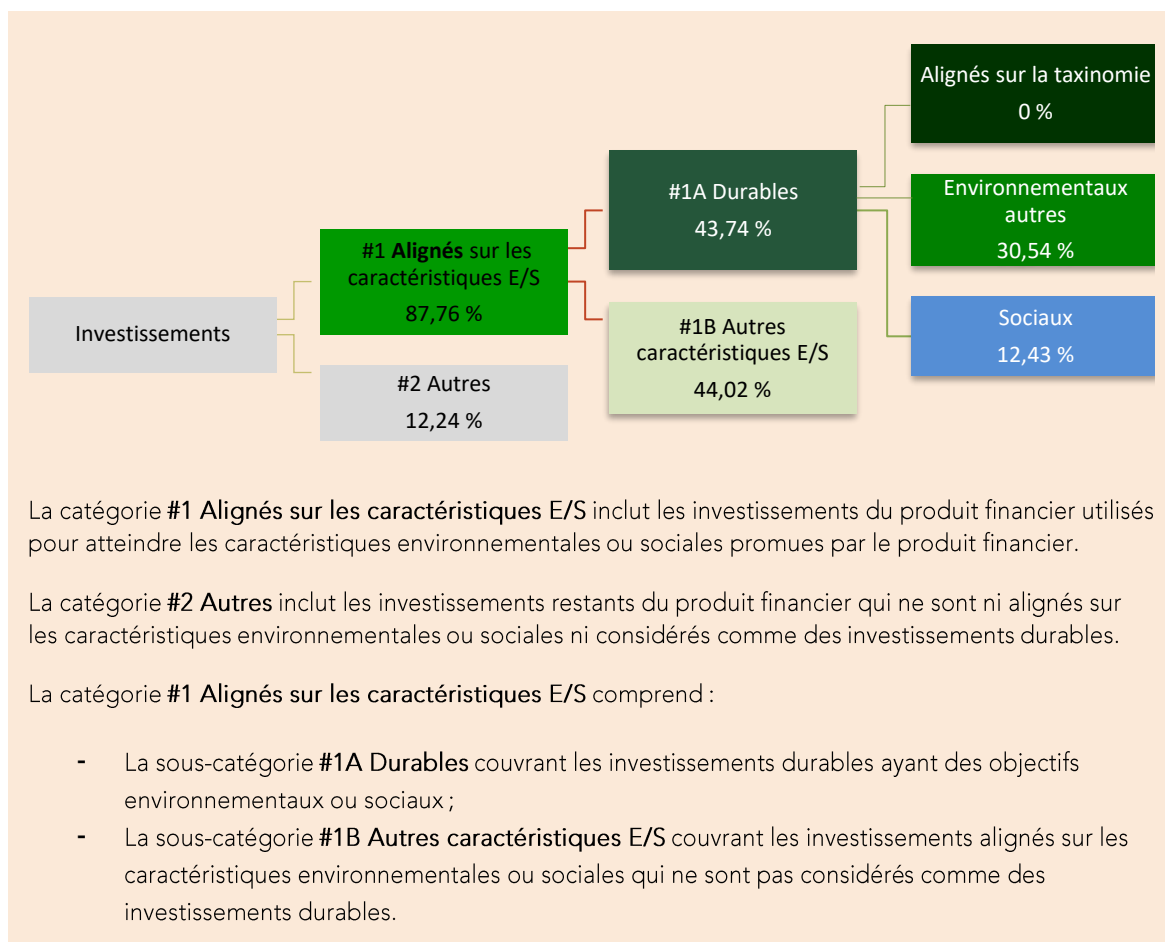 Investissements
#1 Alignés sur les
caractéristiques E/S
87,76 %
#2 Autres
12,24 %
#1A Durables
43,74 %
#1B Autres
caractéristiques E/S
44,02 %
Alignés sur la taxinomie
0 %
Environnementaux
autres
30,54 %
Sociaux
12,43 %
La catégorie #1 Alignés sur les caractéristiques E/S inclut les investissements du produit financier utilisés
pour atteindre les caractéristiques environnementales ou sociales promues par le produit financier.
La catégorie #2 Autres inclut les investissements restants du produit financier qui ne sont ni alignés sur
les caractéristiques environnementales ou sociales ni considérés comme des investissements durables.
La catégorie #1 Alignés sur les caractéristiques E/S comprend :
- La sous-catégorie #1A Durables couvrant les investissements durables ayant des objectifs
environnementaux ou sociaux ;
- La sous-catégorie #1B Autres caractéristiques E/S couvrant les investissements alignés sur les
caractéristiques environnementales ou sociales qui ne sont pas considérés comme des
investissements durables.